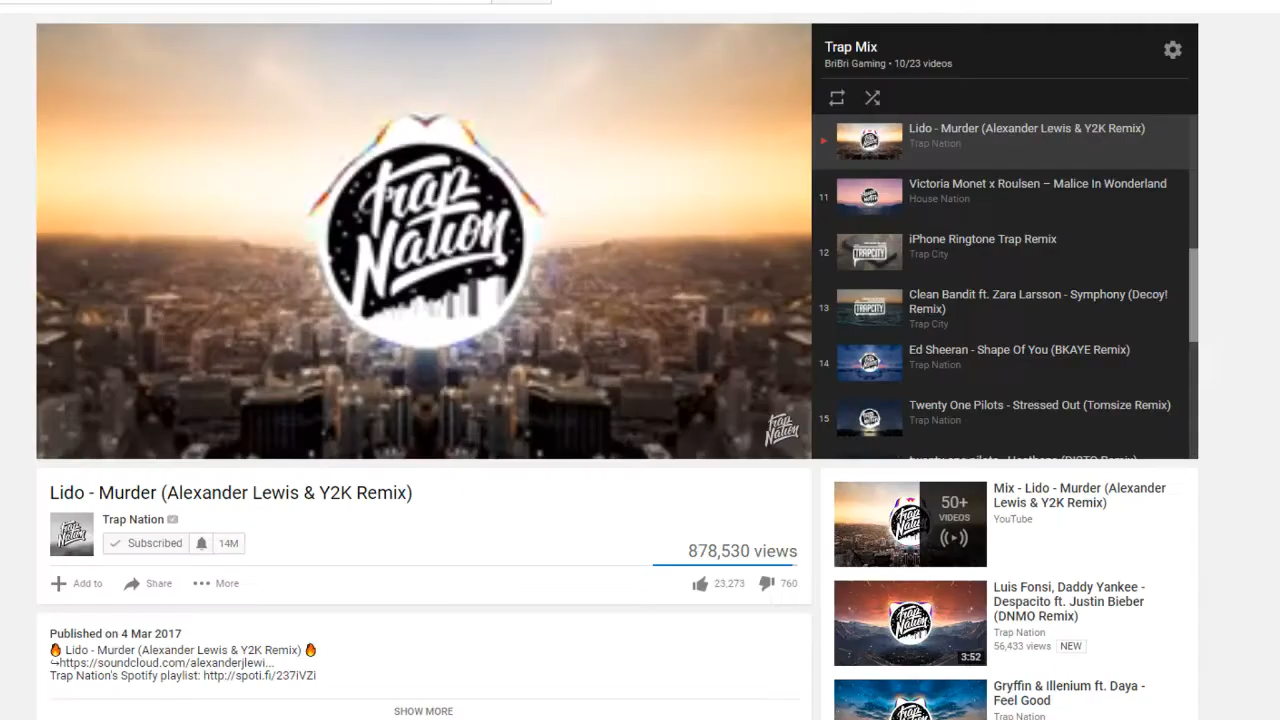 Trap Nation
Trap Nation
Trap Mix
BriBri Gaming • 10/23 videos
Lido - Murder (Alexander Lewis & Y2K Remix)
Trap Nation
11
Victoria Monet x Roulsen – Malice In Wonderland
House Nation
12
TRAPCITY
iPhone Ringtone Trap Remix
Trap City
13
TRAPCITY
Clean Bandit ft. Zara Larsson - Symphony (Decoy!
Remix)
Trap City
14
Ed Sheeran - Shape Of You (BKAYE Remix)
Trap Nation
15
Twenty One Pilots - Stressed Out (Tomsize Remix)
Trap Nation
Lido - Murder (Alexander Lewis & Y2K Remix)
Trap Nation
Subscribed
14M
878,530 views
Add to
Share
More
23,273
760
Published on 4 Mar 2017
🔥 Lido - Murder (Alexander Lewis & Y2K Remix) 🔥
↪https://soundcloud.com/alexanderjlewi...
Trap Nation's Spotify playlist: http://spoti.fi/237iVZi
SHOW MORE
50+
VIDEOS
Mix - Lido - Murder (Alexander
Lewis & Y2K Remix)
YouTube
Trap Nation
3:52
Luis Fonsi, Daddy Yankee -
Despacito ft. Justin Bieber
(DNMO Remix)
Trap Nation
56,433 views
NEW
Gryffin & Illenium ft. Daya -
Feel Good
Trap Nation